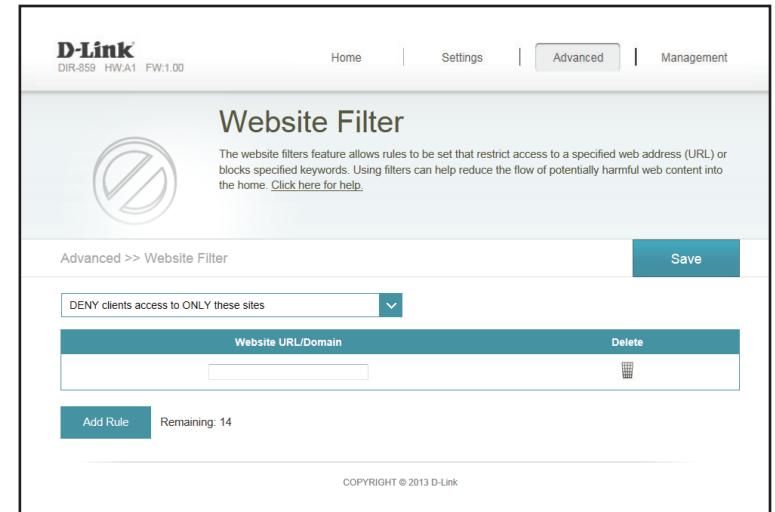 D-Link
DIR-859 HW:A1 FW:1.00
Home
Settings
Advanced
Management
Website Filter
The website filters feature allows rules to be set that restrict access to a specified web address (URL) or
blocks specified keywords. Using filters can help reduce the flow of potentially harmful web content into
the home. Click here for help.
Advanced >> Website Filter
Save
DENY clients access to ONLY these sites
Website URL/Domain
Delete
Add Rule
Remaining: 14
COPYRIGHT © 2013 D-Link